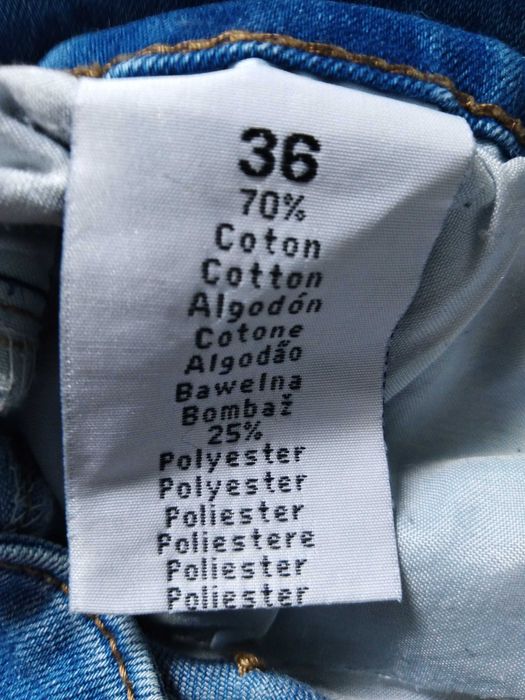 36
70%
Coton
Cotton
Algodón
Cotone
Algodão
Bawelna
Bombaž
25%
Polyester
Polyester
Poliester
Poliestere
Poliester
Poliester